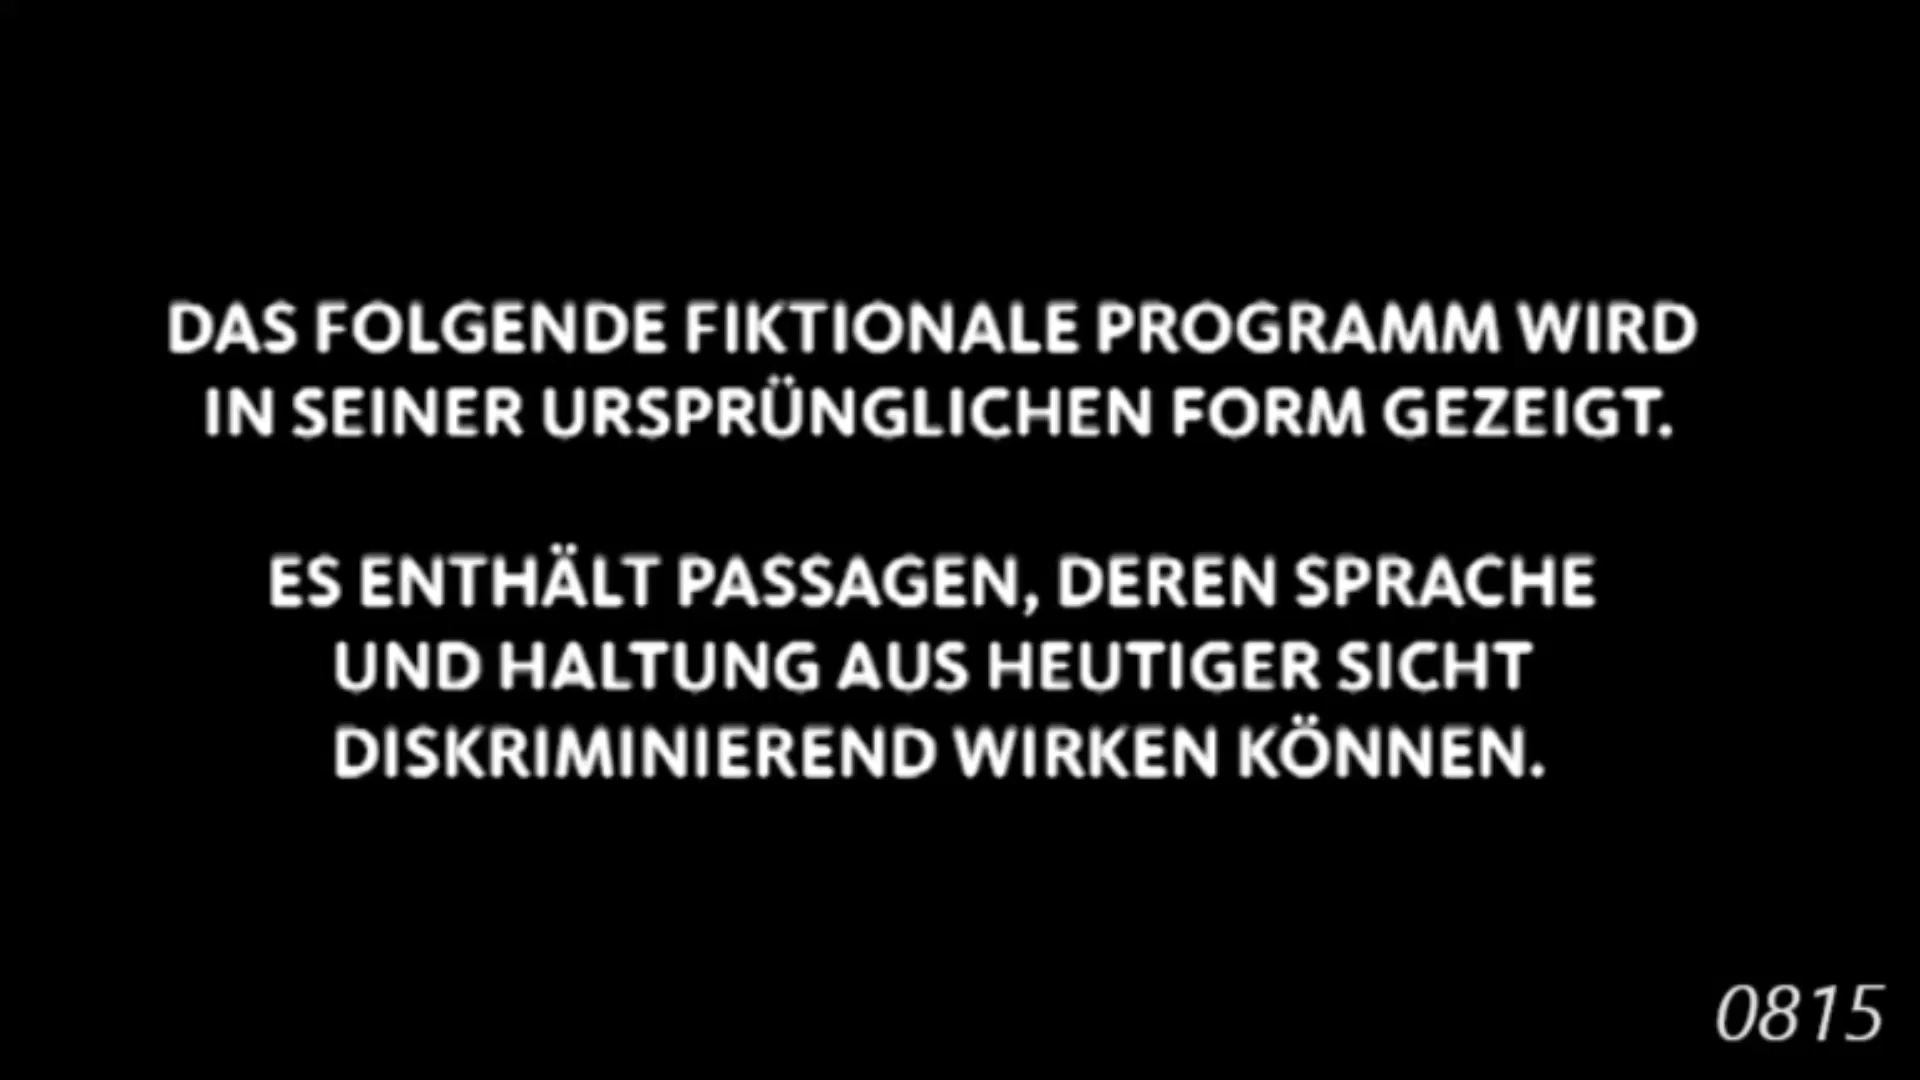 DAS FOLGENDE FIKTIONALE PROGRAMM WIRD
IN SEINER URSPRÜNGLICHEN FORM GEZEIGT.
ES ENTHÄLT PASSAGEN, DEREN SPRACHE
UND HALTUNG AUS HEUTIGER SICHT
DISKRIMINIEREND WIRKEN KÖNNEN.
0815